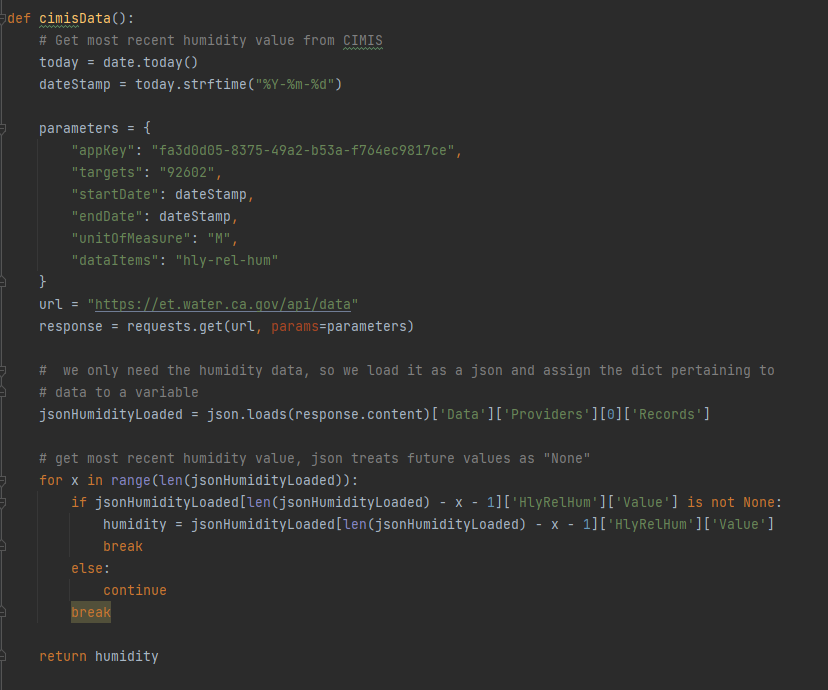 def cimisData():
    # Get most recent humidity value from CIMIS
    today = date.today()
    dateStamp = today.strftime("%Y-%m-%d")

    parameters = {
        "appKey": "fa3d0d05-8375-49a2-b53a-f764ec9817ce",
        "targets": "92602",
        "startDate": dateStamp,
        "endDate": dateStamp,
        "unitOfMeasure": "M",
        "dataItems": "hly-rel-hum"
    }
    url = "https://et.water.ca.gov/api/data"
    response = requests.get(url, params=parameters)

    #  we only need the humidity data, so we load it as a json and assign the dict pertaining to
    # data to a variable
    jsonHumidityLoaded = json.loads(response.content)['Data']['Providers'][0]['Records']

    # get most recent humidity value, json treats future values as "None"
    for x in range(len(jsonHumidityLoaded)):
        if jsonHumidityLoaded[len(jsonHumidityLoaded) - x - 1]['HlyRelHum']['Value'] is not None:
            humidity = jsonHumidityLoaded[len(jsonHumidityLoaded) - x - 1]['HlyRelHum']['Value']
            break
        else:
            continue
        break

    return humidity